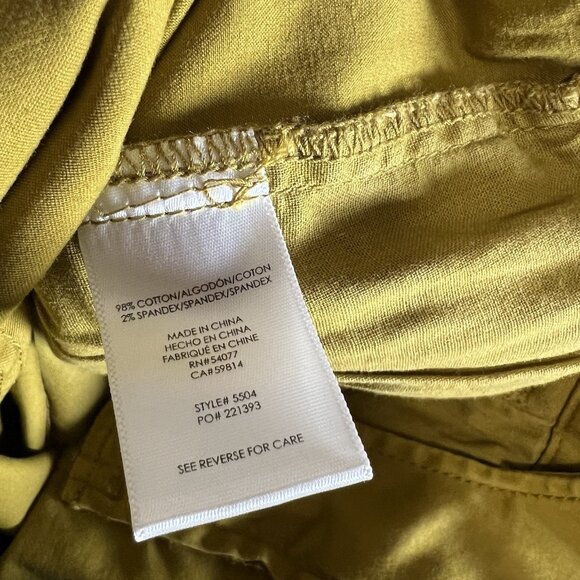 98% COTTON/ALGODÓN/COTON
2% SPANDEX/SPANDEX/SPANDEX
MADE IN CHINA
HECHO EN CHINA
FABRIQUÉ EN CHINE
RN#54077
CA#59814
STYLE# 5504
PO# 221393
SEE REVERSE FOR CARE